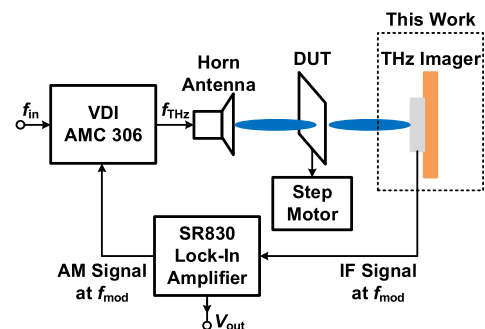 This Work
Horn
Antenna
DUT
THz Imager
f_in
VDI
AMC 306
f_THz
Step
Motor
SR830
Lock-In
Amplifier
AM Signal
at f_mod
IF Signal
at f_mod
V_out